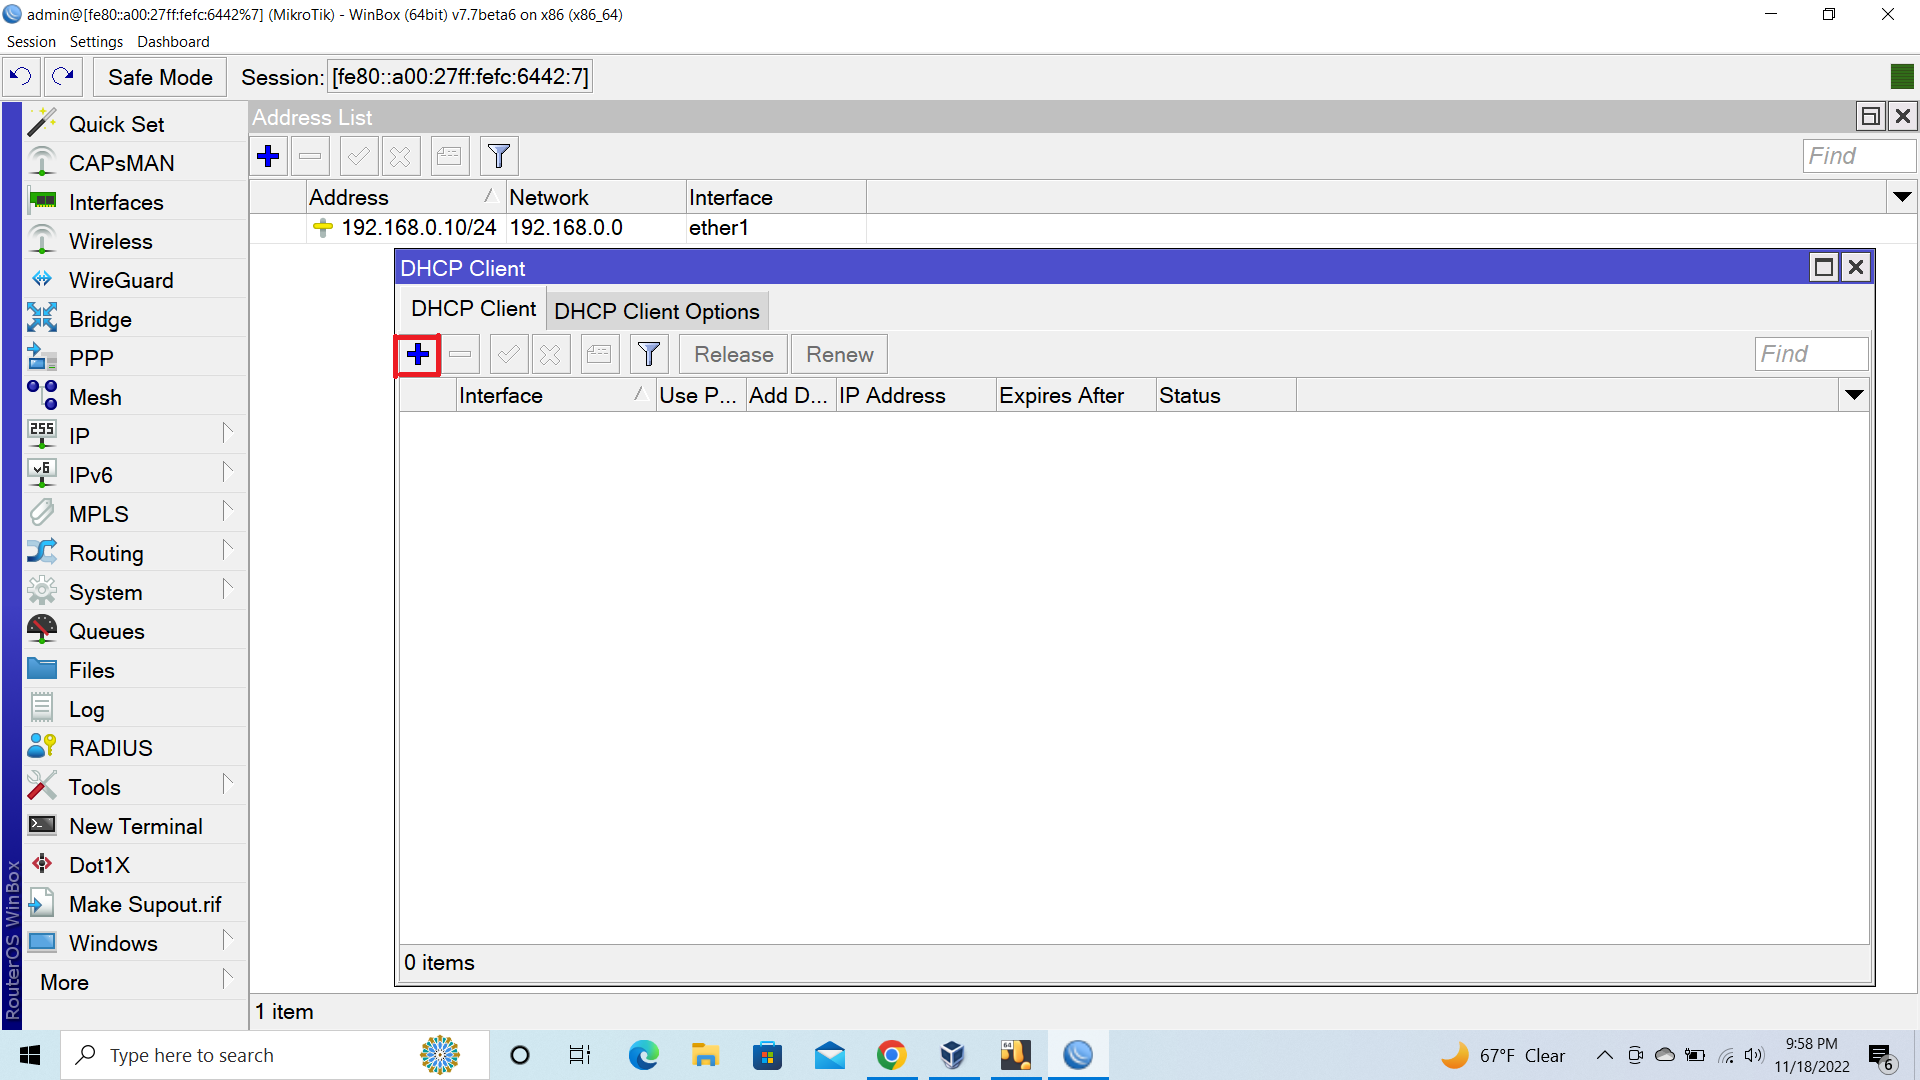 admin@[fe80::a00:27ff:fefc:6442%7] (MikroTik) - WinBox (64bit) v7.7beta6 on x86 (x86_64)
Session Settings Dashboard
Safe Mode Session: [fe80::a00:27ff:fefc:6442:7]
Quick Set
CAPsMAN
Interfaces
Wireless
WireGuard
Bridge
PPP
Mesh
255 IP
v6 IPv6
MPLS
Routing
System
Queues
Files
Log
RADIUS
Tools
New Terminal
Dot1X
Make Supout.rif
Windows
More
RouterOS WinBox
Address List
Find
Address Network Interface
192.168.0.10/24 192.168.0.0 ether1
DHCP Client
DHCP Client DHCP Client Options
Release Renew Find
Interface Use P... Add D... IP Address Expires After Status
0 items
1 item
Type here to search
64
67°F Clear
9:58 PM
11/18/2022
6